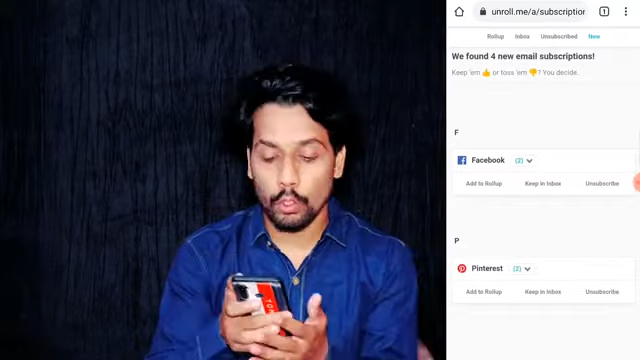 unroll.me/a/subscription
1
Rollup Inbox Unsubscribed New
We found 4 new email subscriptions!
Keep 'em 👍 or toss 'em 👎? You decide.
F
Facebook (2)
Add to Rollup Keep in Inbox Unsubscribe
P
Pinterest (2)
Add to Rollup Keep in Inbox Unsubscribe